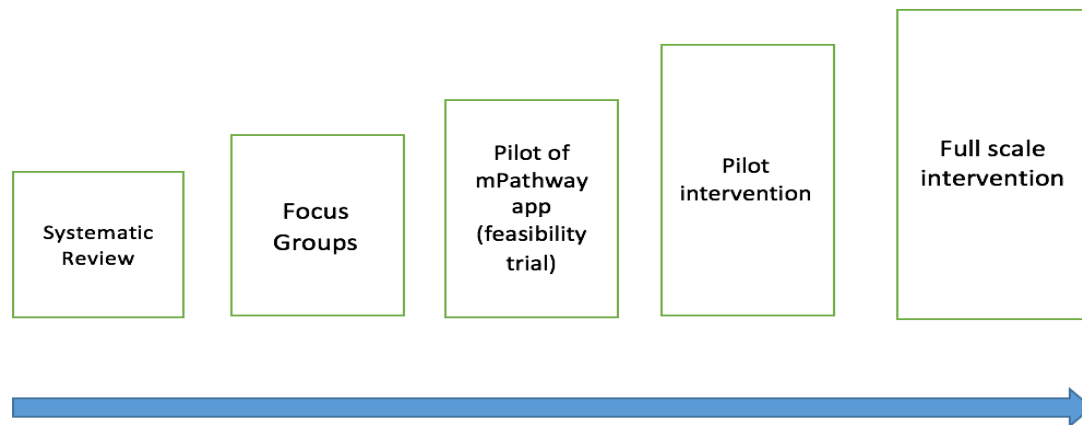 Systematic
Review
Focus
Groups
Pilot of
mPathway
app
(feasibility
trial)
Pilot
intervention
Full scale
intervention